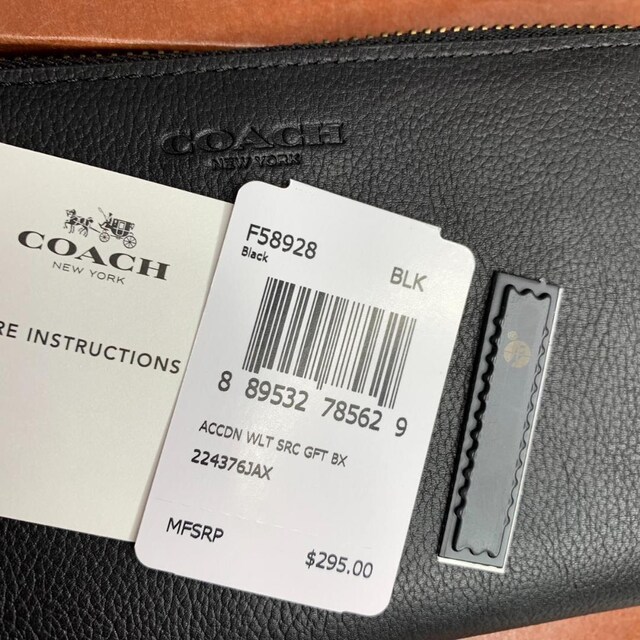 COACH
NEW YORK
COACH
NEW YORK
RE INSTRUCTIONS
F58928
Black
BLK
8 89532 78562 9
ACCDN WLT SRC GFT BX
224376JAX
MFSRP
$295.00